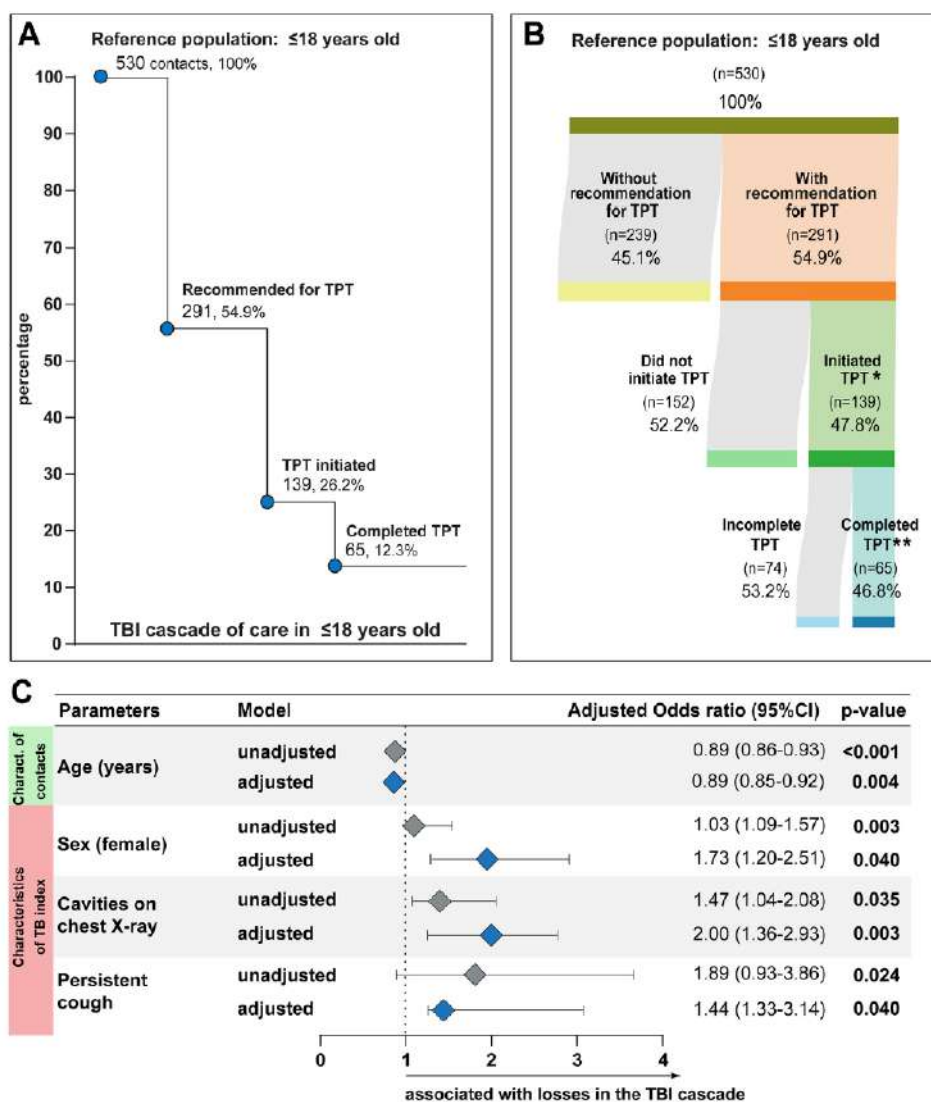 A
Reference population: ≤18 years old
530 contacts, 100%
100
90
80
70
60
50
40
30
20
10
0
percentage
Recommended for TPT
291, 54.9%
TPT initiated
139, 26.2%
Completed TPT
65, 12.3%
TBI cascade of care in ≤18 years old
B
Reference population: ≤18 years old
(n=530)
100%
Without
recommendation
for TPT
(n=239)
45.1%
With
recommendation
for TPT
(n=291)
54.9%
Did not
initiate TPT
(n=152)
52.2%
Initiated
TPT*
(n=139)
47.8%
Incomplete
TPT
(n=74)
53.2%
Completed
TPT**
(n=65)
46.8%
C
Parameters Model Adjusted Odds ratio (95%CI) p-value
Charact. of
contacts
Age (years)
unadjusted 0.89 (0.86-0.93) <0.001
adjusted 0.89 (0.85-0.92) 0.004
Characteristics
of TB index
Sex (female)
unadjusted 1.03 (1.09-1.57) 0.003
adjusted 1.73 (1.20-2.51) 0.040
Cavities on
chest X-ray
unadjusted 1.47 (1.04-2.08) 0.035
adjusted 2.00 (1.36-2.93) 0.003
Persistent
cough
unadjusted 1.89 (0.93-3.86) 0.024
adjusted 1.44 (1.33-3.14) 0.040
0 1 2 3 4
associated with losses in the TBI cascade